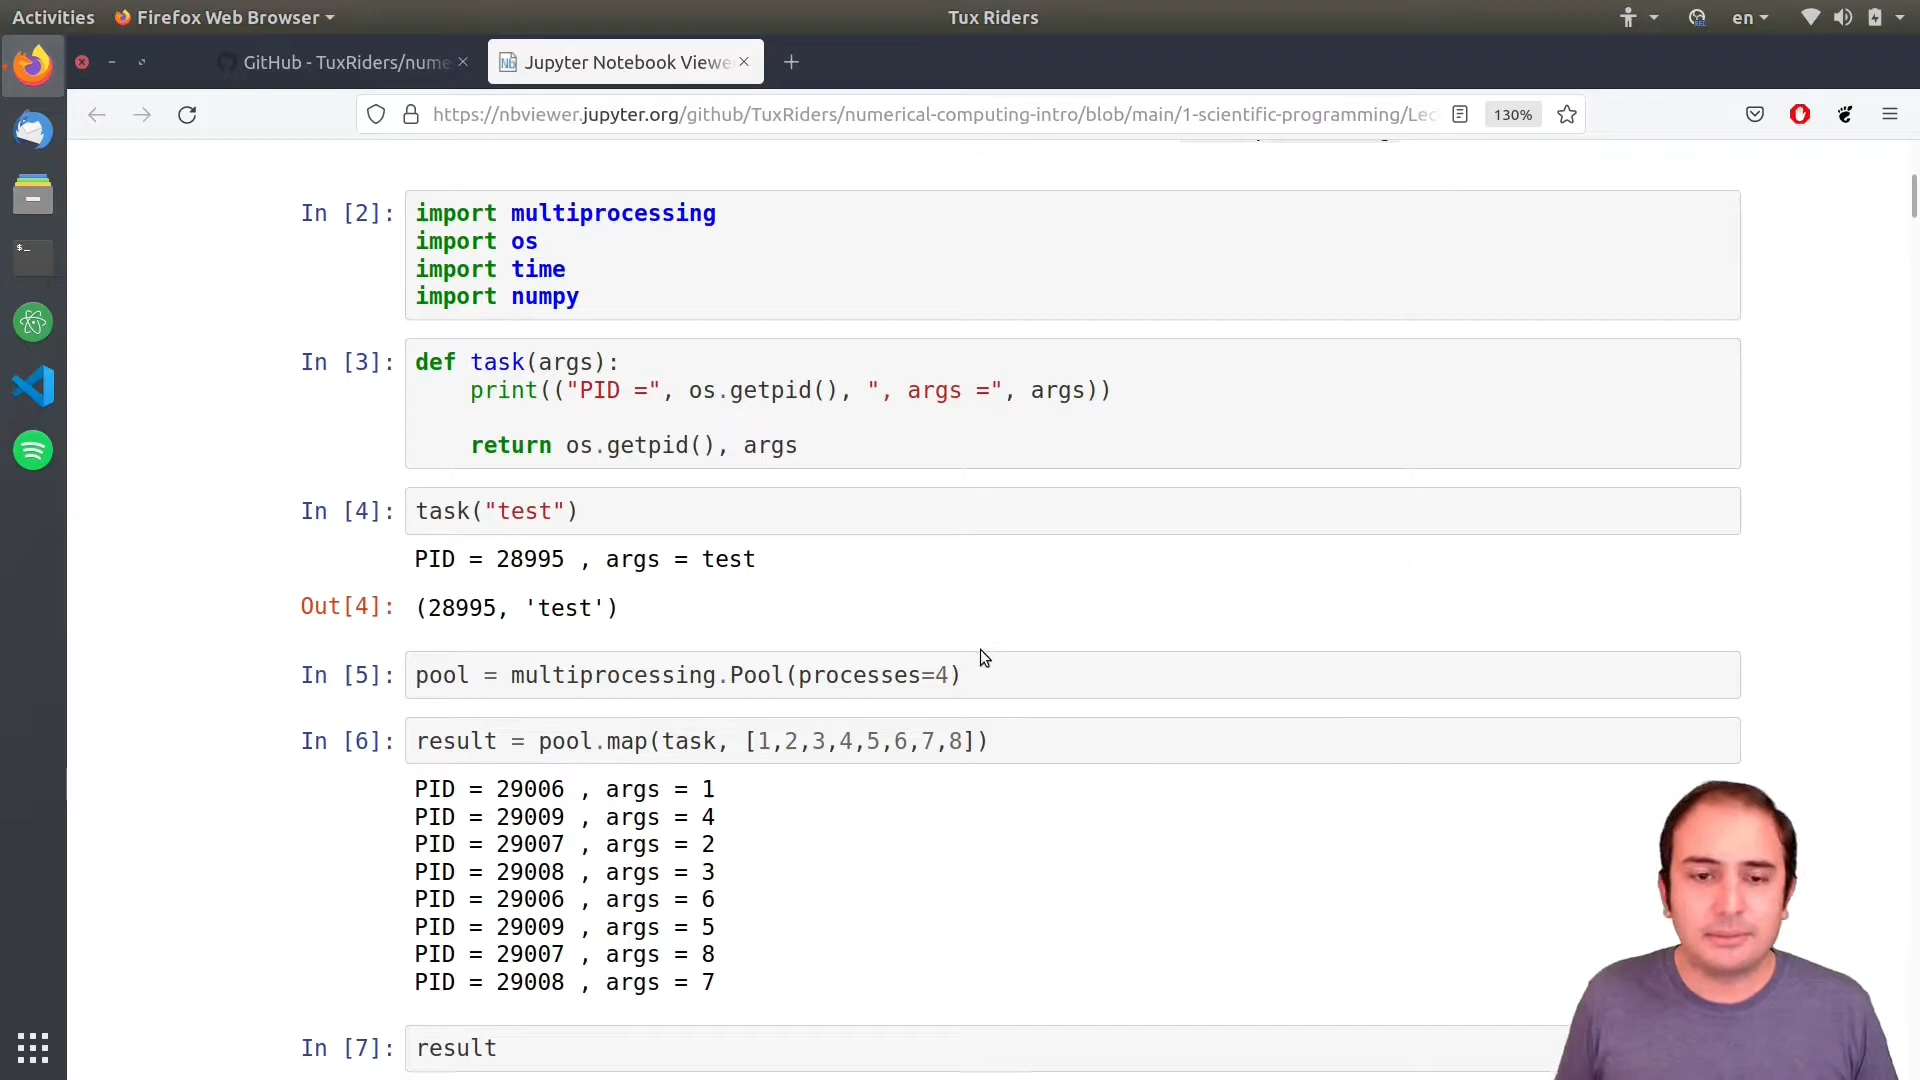 Activities Firefox Web Browser Tux Riders en
GitHub - TuxRiders/nume Jupyter Notebook Viewe
https://nbviewer.jupyter.org/github/TuxRiders/numerical-computing-intro/blob/main/1-scientific-programming/Lec 130%
In [2]: import multiprocessing
import os
import time
import numpy
In [3]: def task(args):
print(("PID =", os.getpid(), ", args =", args))
return os.getpid(), args
In [4]: task("test")
PID = 28995 , args = test
Out[4]: (28995, 'test')
In [5]: pool = multiprocessing.Pool(processes=4)
In [6]: result = pool.map(task, [1,2,3,4,5,6,7,8])
PID = 29006 , args = 1
PID = 29009 , args = 4
PID = 29007 , args = 2
PID = 29008 , args = 3
PID = 29006 , args = 6
PID = 29009 , args = 5
PID = 29007 , args = 8
PID = 29008 , args = 7
In [7]: result